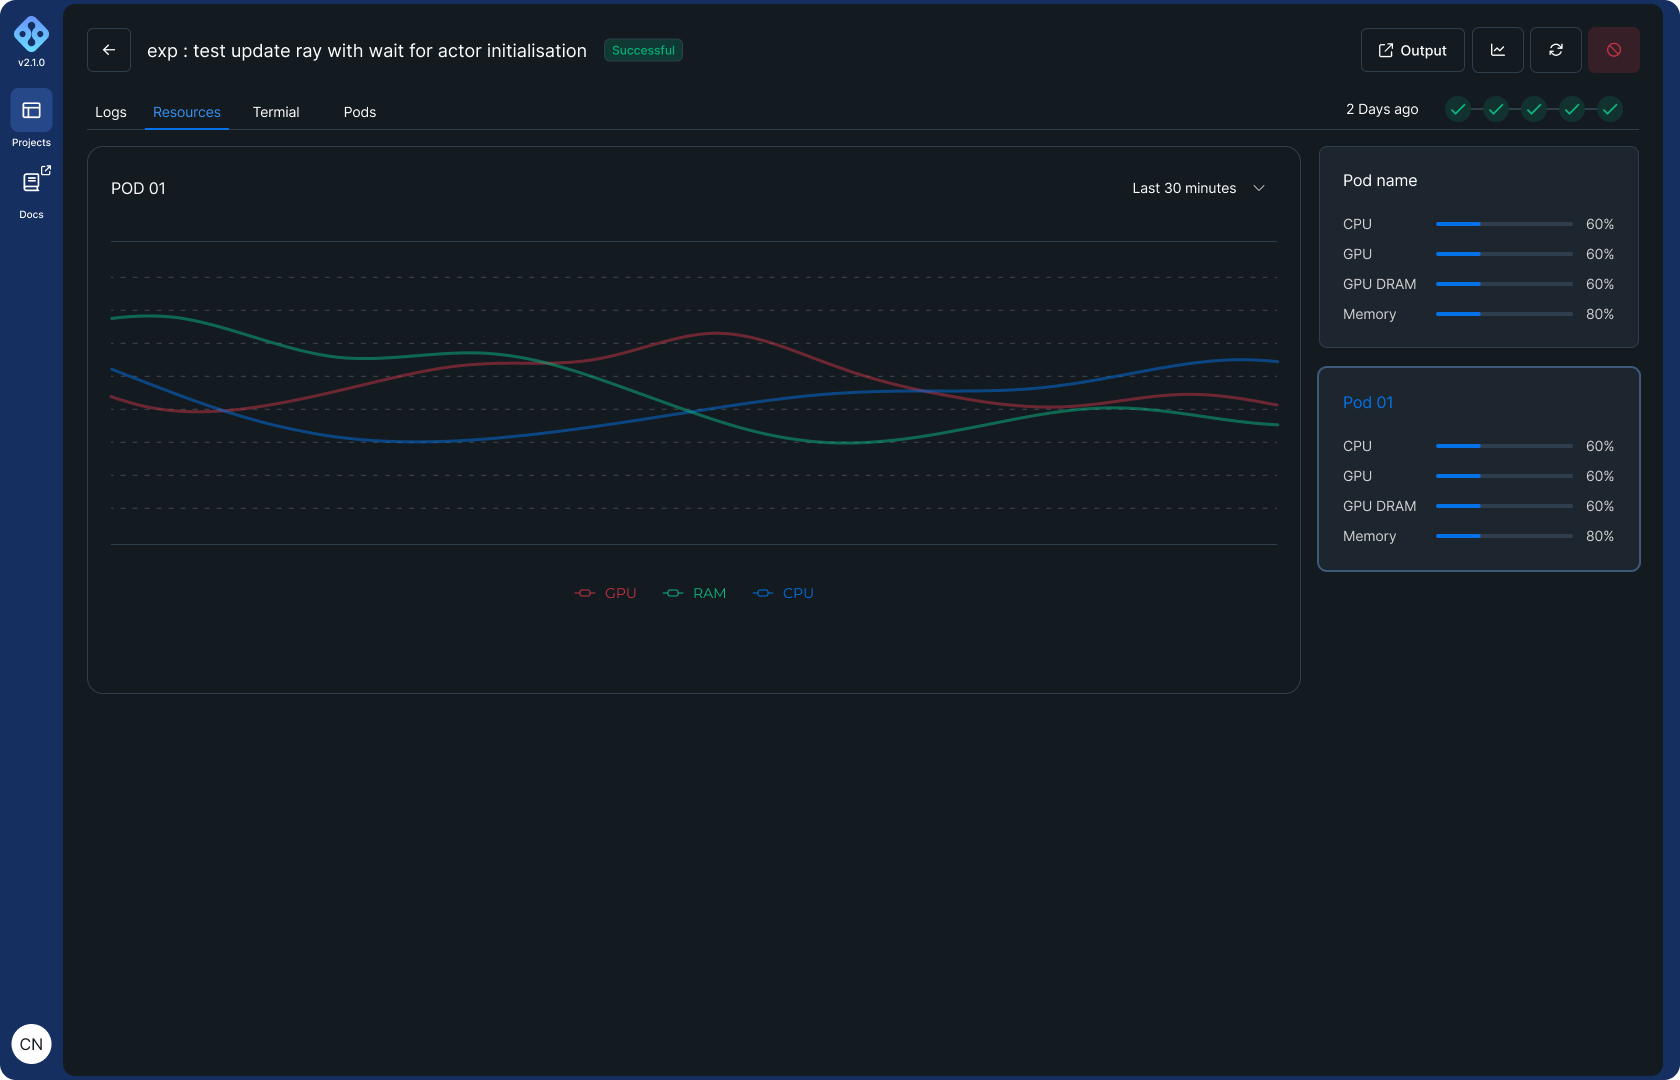 v2.1.0
Projects
Docs
CN
exp : test update ray with wait for actor initialisation
Successful
Output
Logs
Resources
Termial
Pods
2 Days ago
POD 01
Last 30 minutes
GPU
RAM
CPU
Pod name
CPU 60%
GPU 60%
GPU DRAM 60%
Memory 80%
Pod 01
CPU 60%
GPU 60%
GPU DRAM 60%
Memory 80%